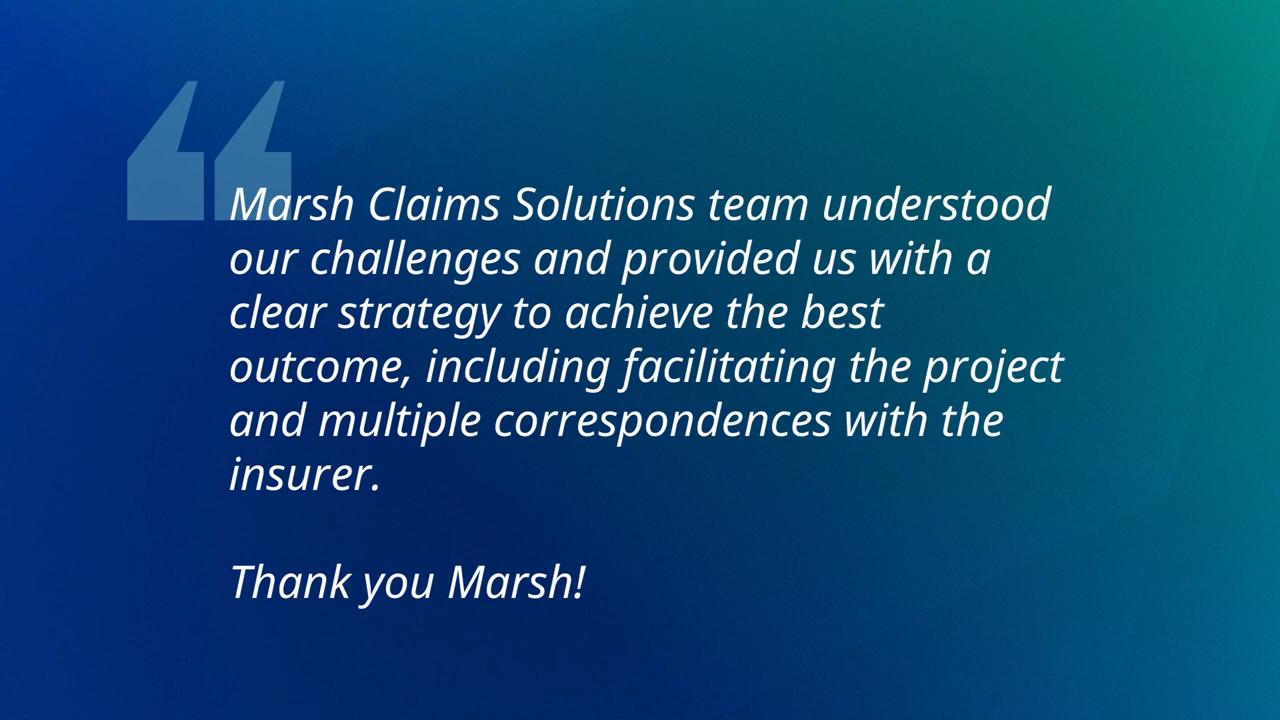 Marsh Claims Solutions team understood
our challenges and provided us with a
clear strategy to achieve the best
outcome, including facilitating the project
and multiple correspondences with the
insurer.
Thank you Marsh!